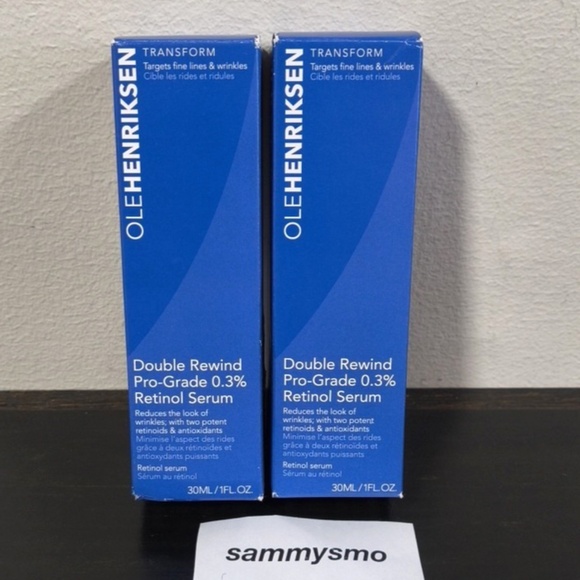 OLEHENRIKSEN
TRANSFORM
Targets fine lines & wrinkles
Cible les rides et ridules
Double Rewind
Pro-Grade 0.3%
Retinol Serum
Reduces the look of
wrinkles; with two potent
retinoids & antioxidants
Minimise l'aspect des rides
grâce à deux rétinoïdes et
antioxydants puissants
Retinol serum
Sérum au rétinol
30ML / 1FL.OZ.
OLEHENRIKSEN
TRANSFORM
Targets fine lines & wrinkles
Cible les rides et ridules
Double Rewind
Pro-Grade 0.3%
Retinol Serum
Reduces the look of
wrinkles; with two potent
retinoids & antioxidants
Minimise l'aspect des rides
grâce à deux rétinoïdes et
antioxydants puissants
Retinol serum
Sérum au rétinol
30ML / 1FL.OZ.
sammysmo